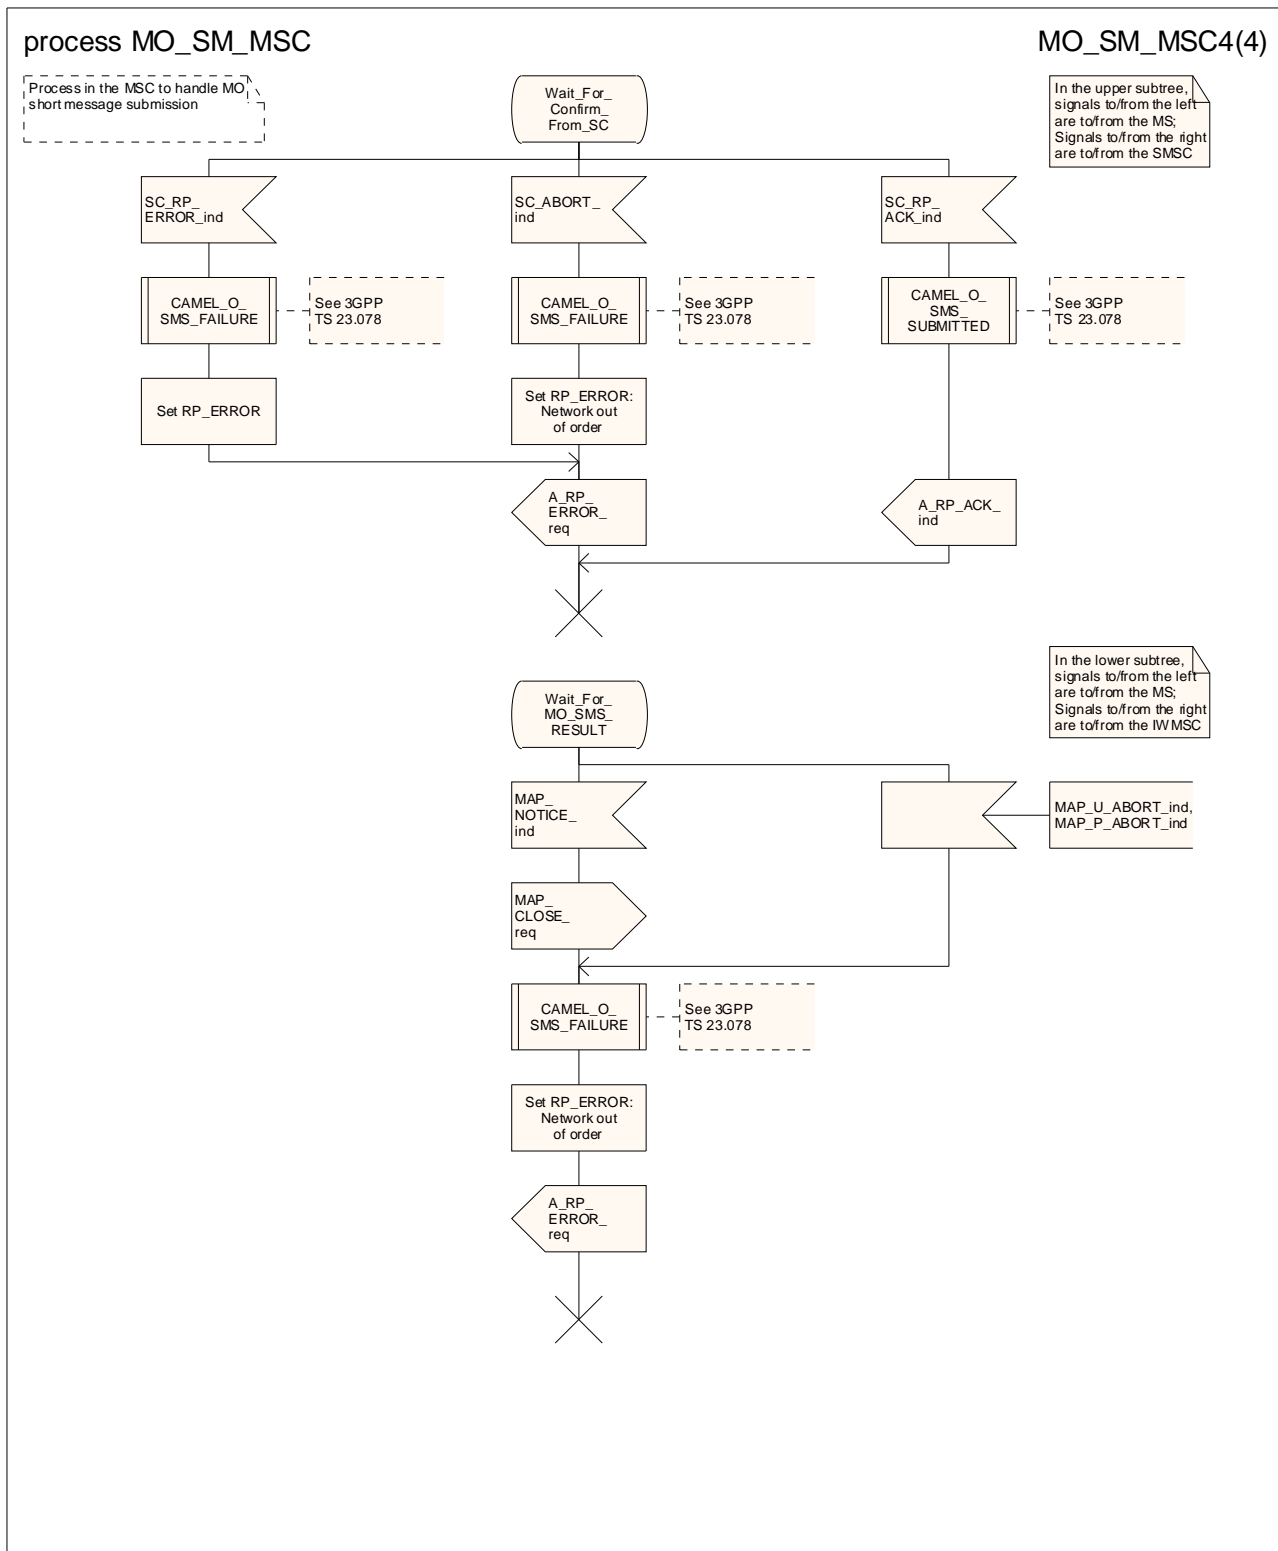 process MO_SM_MSC
MO_SM_MSC4(4)
Process in the MSC to handle MO
short message submission
Wait_For_
Confirm_
From_SC
In the upper subtree,
signals to/from the left
are to/from the MS;
Signals to/from the right
are to/from the SMSC
SC_RP_
ERROR_ind
SC_ABORT_
ind
SC_RP_
ACK_ind
CAMEL_O_
SMS_FAILURE
See 3GPP
TS 23.078
CAMEL_O_
SMS_FAILURE
See 3GPP
TS 23.078
CAMEL_O_
SMS_
SUBMITTED
See 3GPP
TS 23.078
Set RP_ERROR
Set RP_ERROR:
Network out
of order
A_RP_
ERROR_
req
A_RP_ACK_
ind
In the lower subtree,
signals to/from the left
are to/from the MS;
Signals to/from the right
are to/from the IWMSC
Wait_For_
MO_SMS_
RESULT
MAP_
NOTICE_
ind
MAP_U_ABORT_ind,
MAP_P_ABORT_ind
MAP_
CLOSE_
req
CAMEL_O_
SMS_FAILURE
See 3GPP
TS 23.078
Set RP_ERROR:
Network out
of order
A_RP_
ERROR_
req